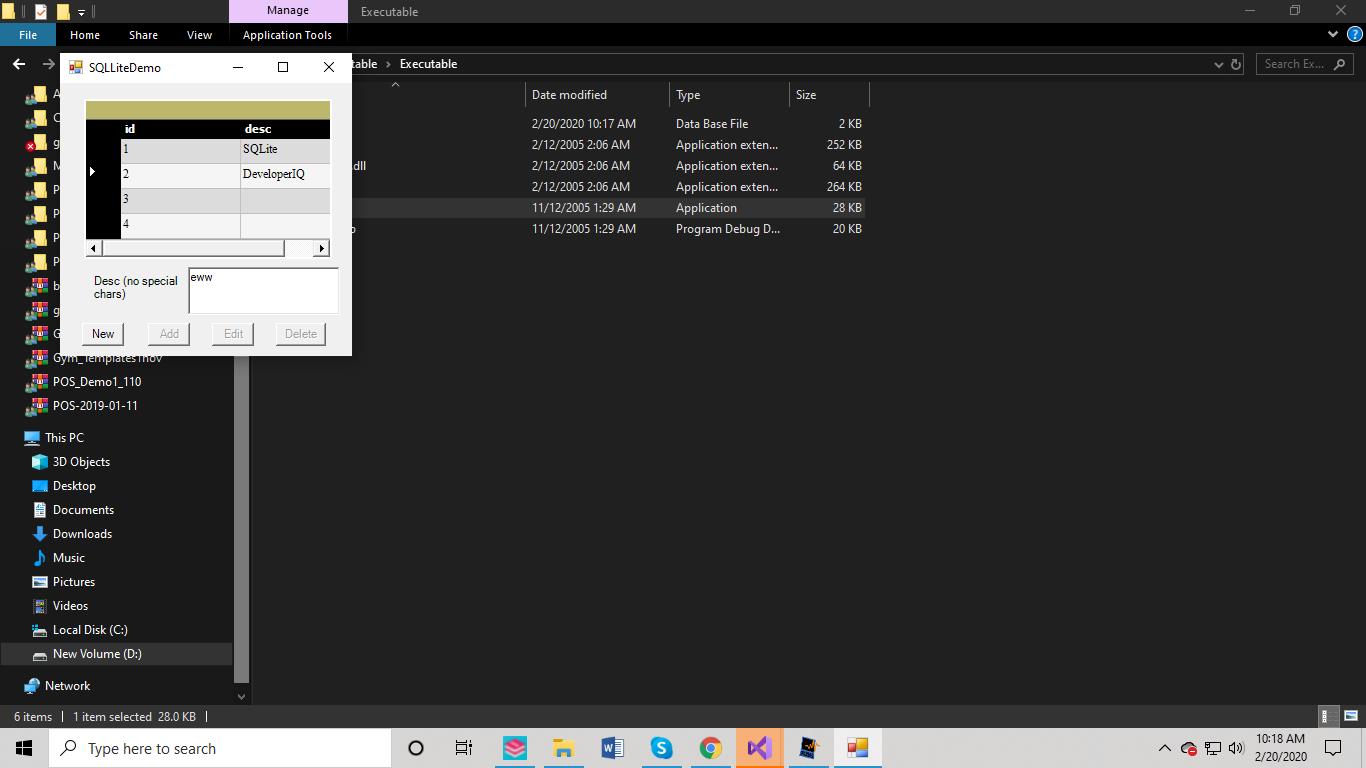 Manage
Executable
File
Home
Share
View
Application Tools
SQLLiteDemo
table > Executable
Search Ex...
id
desc
1
SQLite
2
DeveloperIQ
3
4
Desc (no special
chars)
eww
New
Add
Edit
Delete
Date modified
Type
Size
2/20/2020 10:17 AM
Data Base File
2 KB
2/12/2005 2:06 AM
Application exten...
252 KB
.dll
2/12/2005 2:06 AM
Application exten...
64 KB
2/12/2005 2:06 AM
Application exten...
264 KB
11/12/2005 1:29 AM
Application
28 KB
11/12/2005 1:29 AM
Program Debug D...
20 KB
Gym_Templates1nov
POS_Demo1_110
POS-2019-01-11
This PC
3D Objects
Desktop
Documents
Downloads
Music
Pictures
Videos
Local Disk (C:)
New Volume (D:)
Network
6 items
1 item selected 28.0 KB
Type here to search
10:18 AM
2/20/2020